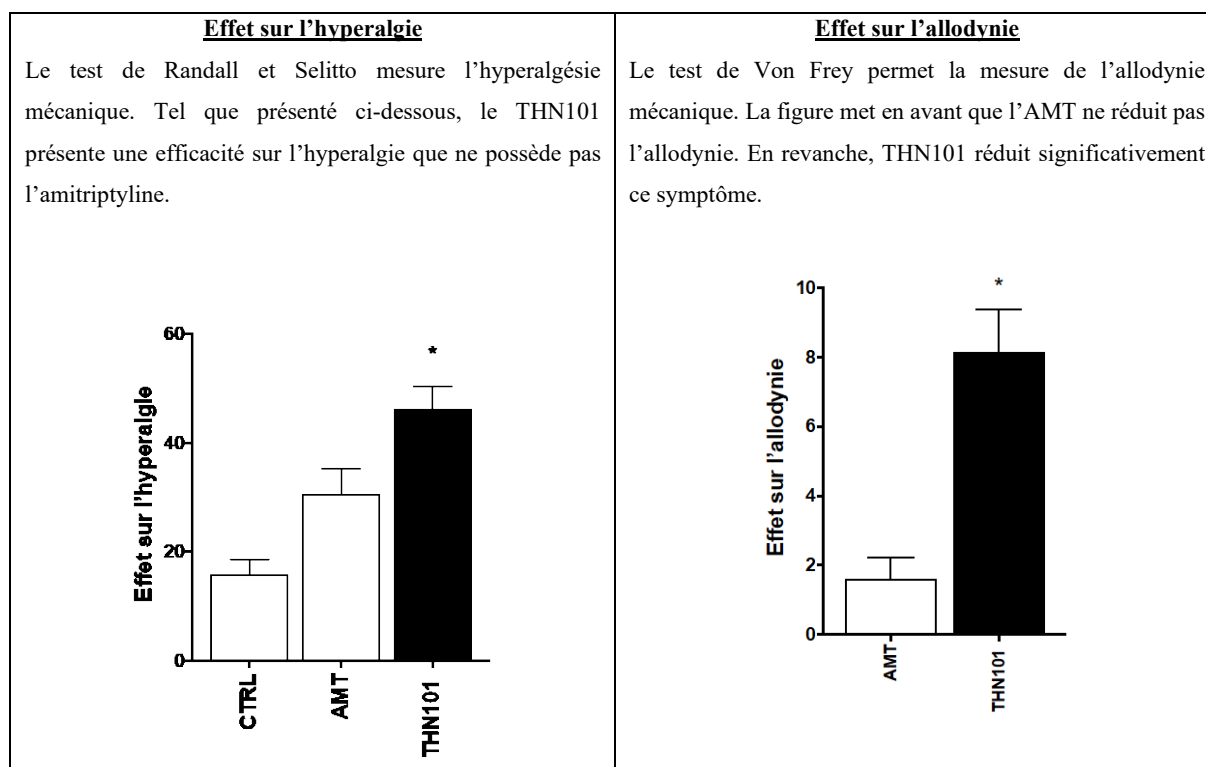 Effet sur l’hyperalgie
Le test de Randall et Selitto mesure l’hyperalgésie
mécanique. Tel que présenté ci-dessous, le THN101
présente une efficacité sur l’hyperalgie que ne possède pas
l’amitriptyline.
60
40
20
0
Effet sur l’hyperalgie
*
CTRL
AMT
THN101
Effet sur l’allodynie
Le test de Von Frey permet la mesure de l’allodynie
mécanique. La figure met en avant que l’AMT ne réduit pas
l’allodynie. En revanche, THN101 réduit significativement
ce symptôme.
10
8
6
4
2
0
Effet sur l’allodynie
*
AMT
THN101